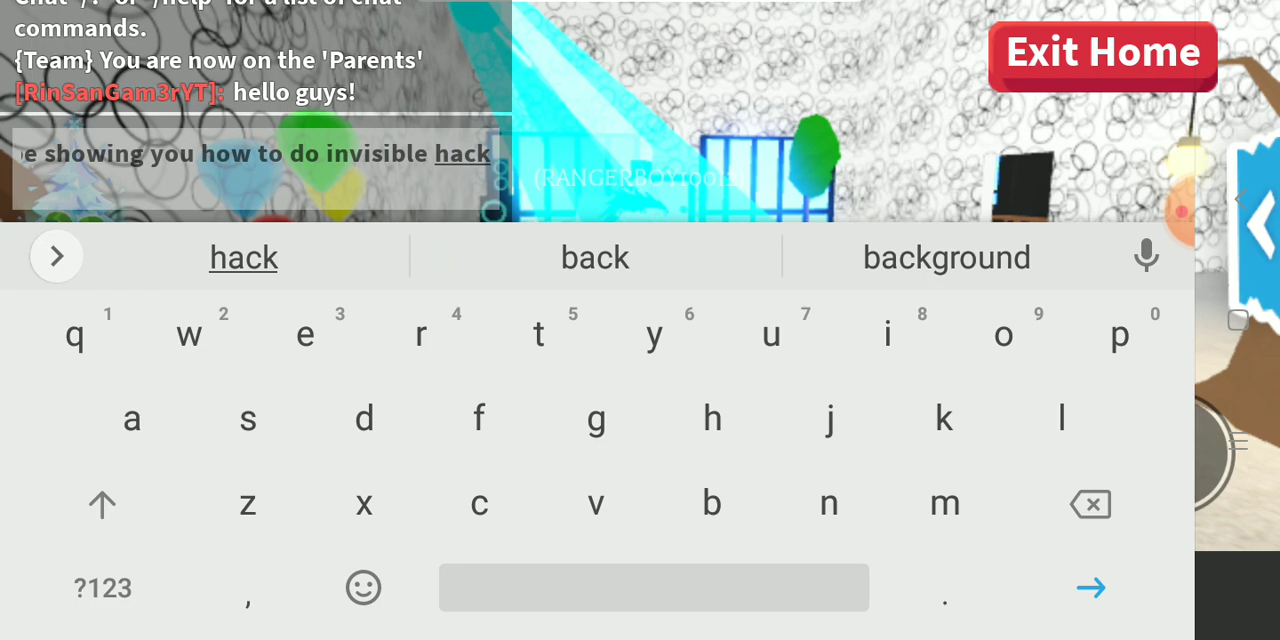 commands.
{Team} You are now on the 'Parents'
[RinSanGam3rYT]: hello guys!
Exit Home
e showing you how to do invisible hack
hack back background
1 2 3 4 5 6 7 8 9 0
q w e r t y u i o p
a s d f g h j k l
z x c v b n m
?123 , .